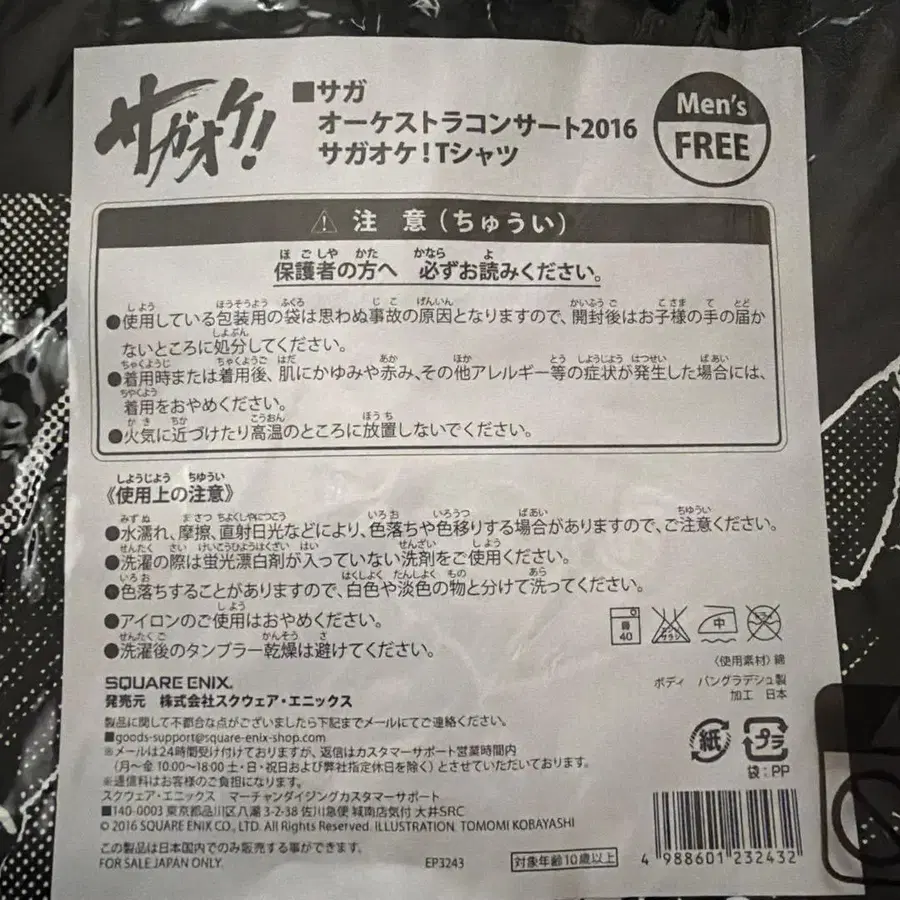 サガオケ!
■サガ
オーケストラコンサート2016
サガオケ!Tシャツ
Men's
FREE
⚠ 注 意(ちゅうい)
保護者の方へ 必ずお読みください。
●使用している包装用の袋は思わぬ事故の原因となりますので、開封後はお子様の手の届か
ないところに処分してください。
●着用時または着用後、肌にかゆみや赤み、その他アレルギー等の症状が発生した場合には、
着用をおやめください。
●火気に近づけたり高温のところに放置しないでください。
《使用上の注意》
●水濡れ、摩擦、直射日光などにより、色落ちや色移りする場合がありますので、ご注意ください。
●洗濯の際は蛍光漂白剤が入っていない洗剤をご使用ください。
●色落ちすることがありますので、白色や淡色の物と分けて洗ってください。
●アイロンのご使用はおやめください。
●洗濯後のタンブラー乾燥は避けてください。
40
中
〈使用素材〉綿
ボディ バングラデシュ製
加工 日本
SQUARE ENIX.
発売元 株式会社スクウェア・エニックス
製品に関して不都合な点がございましたら下記までメールにてご連絡ください。
■goods-support@square-enix-shop.com
※メールは24時間受け付けておりますが、返信はカスタマーサポート営業時間内
(月~金 10:00~18:00 土・日・祝日および弊社指定休日を除く)とさせていただいております。
※通信料はお客様のご負担になります。
スクウェア・エニックス マーチャンダイジングカスタマーサポート
■140-0003 東京都品川区八潮 3-2-38 佐川急便 城南店気付 大井SRC
© 2016 SQUARE ENIX CO., LTD. All Rights Reserved. ILLUSTRATION: TOMOMI KOBAYASHI
この製品は日本国内でのみ販売する事ができます。
FOR SALE JAPAN ONLY.
EP3243
対象年齢10歳以上
紙
プラ
袋:PP
4 988601 232432